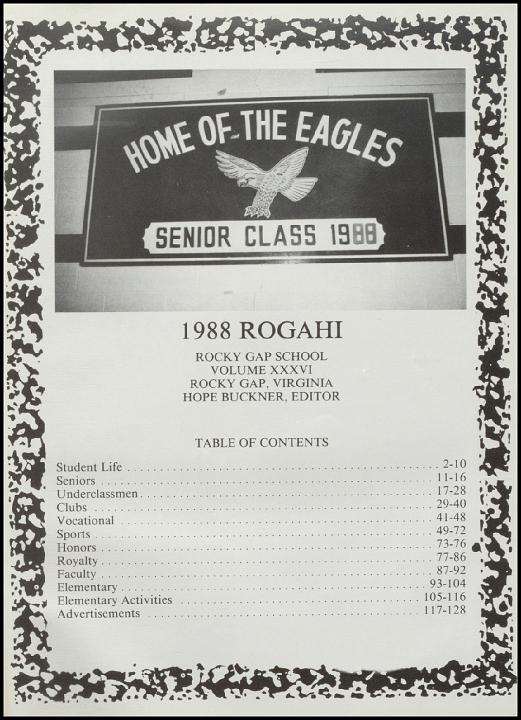 HOME OF THE EAGLES
SENIOR CLASS 1988
1988 ROGAHI
ROCKY GAP SCHOOL
VOLUME XXXVI
ROCKY GAP, VIRGINIA
HOPE BUCKNER, EDITOR
TABLE OF CONTENTS
Student Life . . . . . . . . . . . . . . . . . . . . 2-10
Seniors . . . . . . . . . . . . . . . . . . . . 11-16
Underclassmen . . . . . . . . . . . . . . . . . . . . 17-28
Clubs . . . . . . . . . . . . . . . . . . . . 29-40
Vocational . . . . . . . . . . . . . . . . . . . . 41-48
Sports . . . . . . . . . . . . . . . . . . . . 49-72
Honors . . . . . . . . . . . . . . . . . . . . 73-76
Royalty . . . . . . . . . . . . . . . . . . . . 77-86
Faculty . . . . . . . . . . . . . . . . . . . . 87-92
Elementary . . . . . . . . . . . . . . . . . . . . 93-104
Elementary Activities . . . . . . . . . . . . . . . . . . . . 105-116
Advertisements . . . . . . . . . . . . . . . . . . . . 117-128